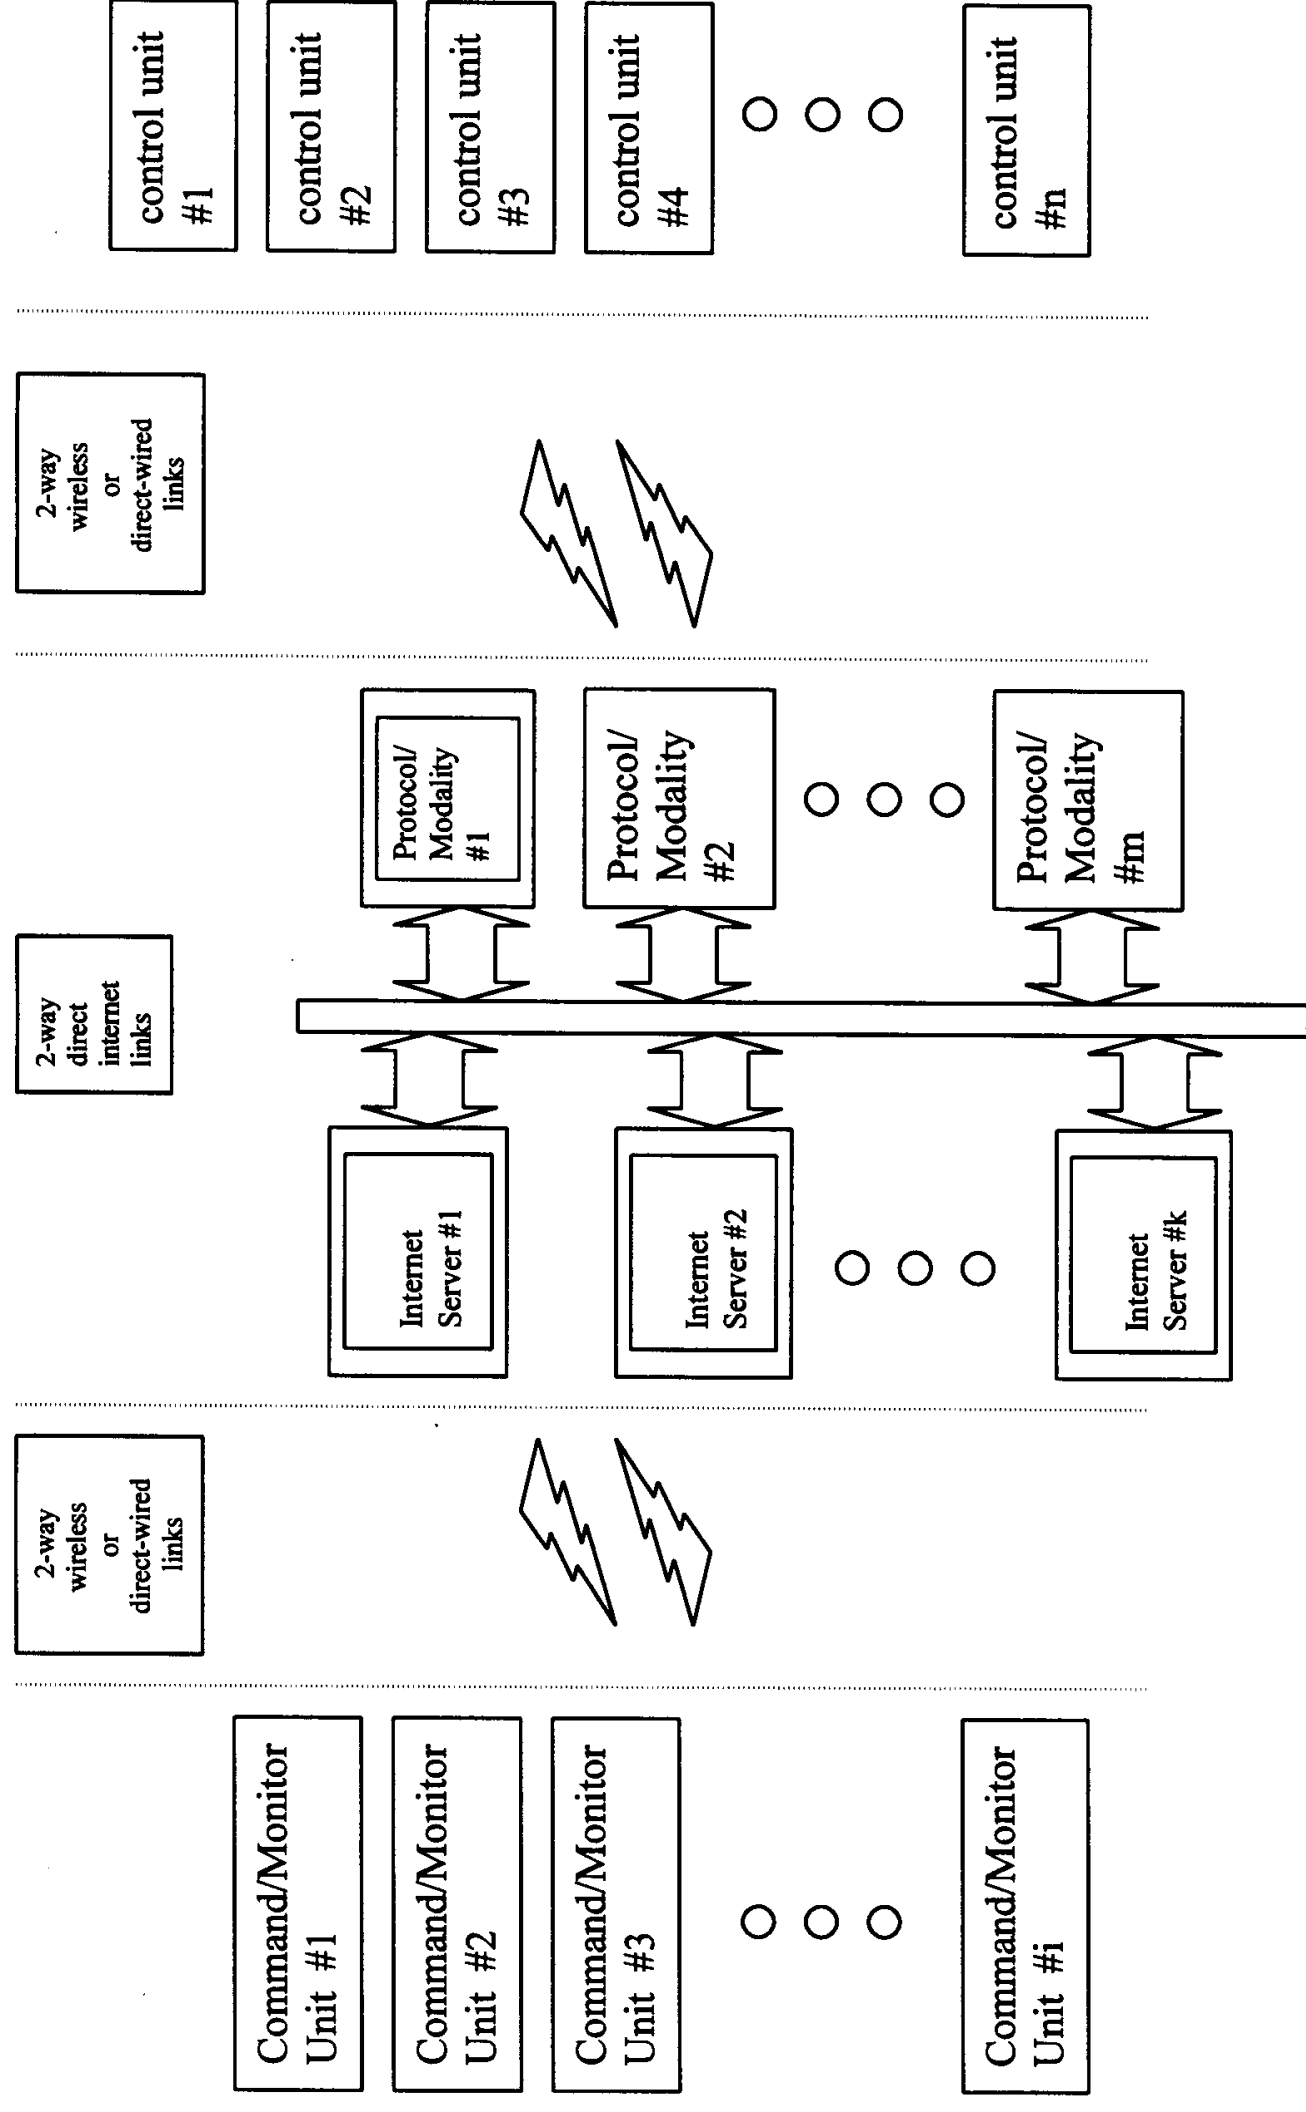 Command/Monitor
Unit #1
Command/Monitor
Unit #2
Command/Monitor
Unit #3
Command/Monitor
Unit #i
2-way
wireless
or
direct-wired
links
Internet
Server #1
Internet
Server #2
Internet
Server #k
2-way
direct
internet
links
Protocol/
Modality
#1
Protocol/
Modality
#2
Protocol/
Modality
#m
2-way
wireless
or
direct-wired
links
control unit
#1
control unit
#2
control unit
#3
control unit
#4
control unit
#n